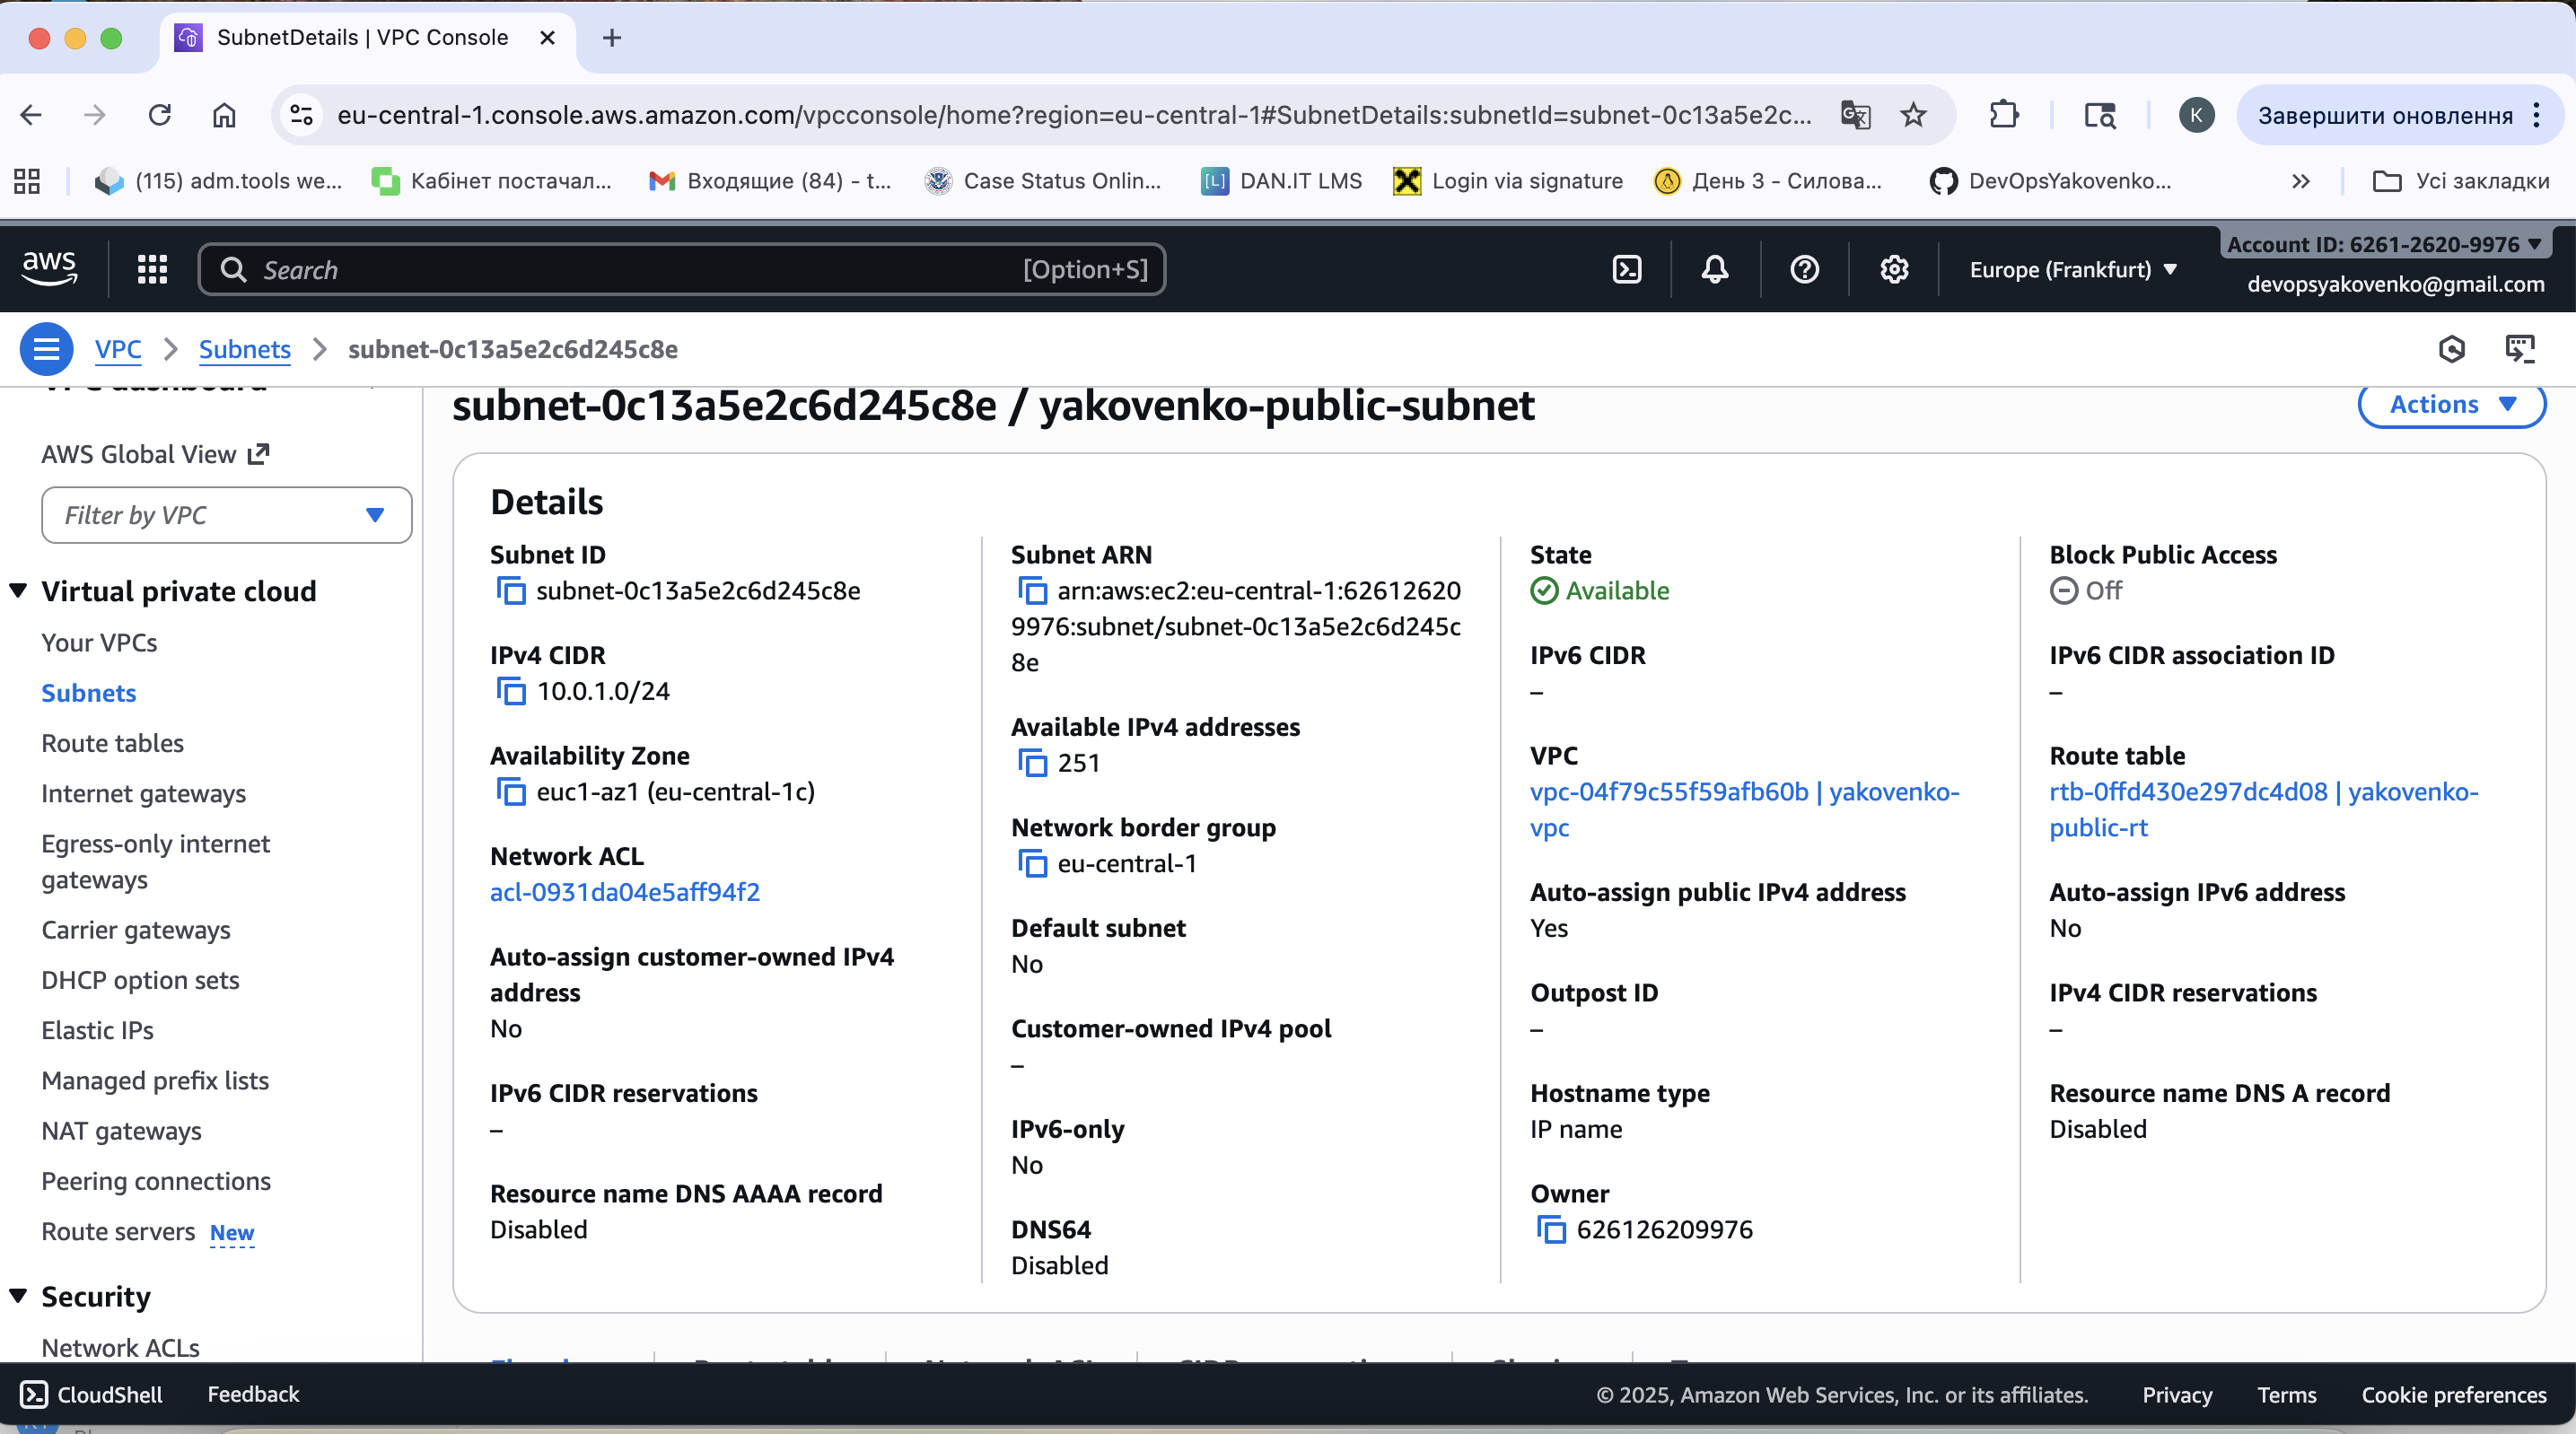 SubnetDetails | VPC Console
eu-central-1.console.aws.amazon.com/vpcconsole/home?region=eu-central-1#SubnetDetails:subnetId=subnet-0c13a5e2c...
K
Завершити оновлення
(115) adm.tools we...
Кабінет постачал...
Входящие (84) - t...
Case Status Onlin...
[L] DAN.IT LMS
Login via signature
День 3 - Силова...
DevOpsYakovenko...
Усі закладки
aws
Search
[Option+S]
Europe (Frankfurt)
Account ID: 6261-2620-9976
devopsyakovenko@gmail.com
VPC
Subnets
subnet-0c13a5e2c6d245c8e
VPC dashboard
AWS Global View
Filter by VPC
Virtual private cloud
Your VPCs
Subnets
Route tables
Internet gateways
Egress-only internet
gateways
Carrier gateways
DHCP option sets
Elastic IPs
Managed prefix lists
NAT gateways
Peering connections
Route servers New
Security
Network ACLs
subnet-0c13a5e2c6d245c8e / yakovenko-public-subnet
Actions
Details
Subnet ID
subnet-0c13a5e2c6d245c8e
IPv4 CIDR
10.0.1.0/24
Availability Zone
euc1-az1 (eu-central-1c)
Network ACL
acl-0931da04e5aff94f2
Auto-assign customer-owned IPv4
address
No
IPv6 CIDR reservations
–
Resource name DNS AAAA record
Disabled
Subnet ARN
arn:aws:ec2:eu-central-1:62612620
9976:subnet/subnet-0c13a5e2c6d245c
8e
Available IPv4 addresses
251
Network border group
eu-central-1
Default subnet
No
Customer-owned IPv4 pool
–
IPv6-only
No
DNS64
Disabled
State
Available
IPv6 CIDR
–
VPC
vpc-04f79c55f59afb60b | yakovenko-
vpc
Auto-assign public IPv4 address
Yes
Outpost ID
–
Hostname type
IP name
Owner
626126209976
Block Public Access
Off
IPv6 CIDR association ID
–
Route table
rtb-0ffd430e297dc4d08 | yakovenko-
public-rt
Auto-assign IPv6 address
No
IPv4 CIDR reservations
–
Resource name DNS A record
Disabled
CloudShell
Feedback
© 2025, Amazon Web Services, Inc. or its affiliates.
Privacy
Terms
Cookie preferences